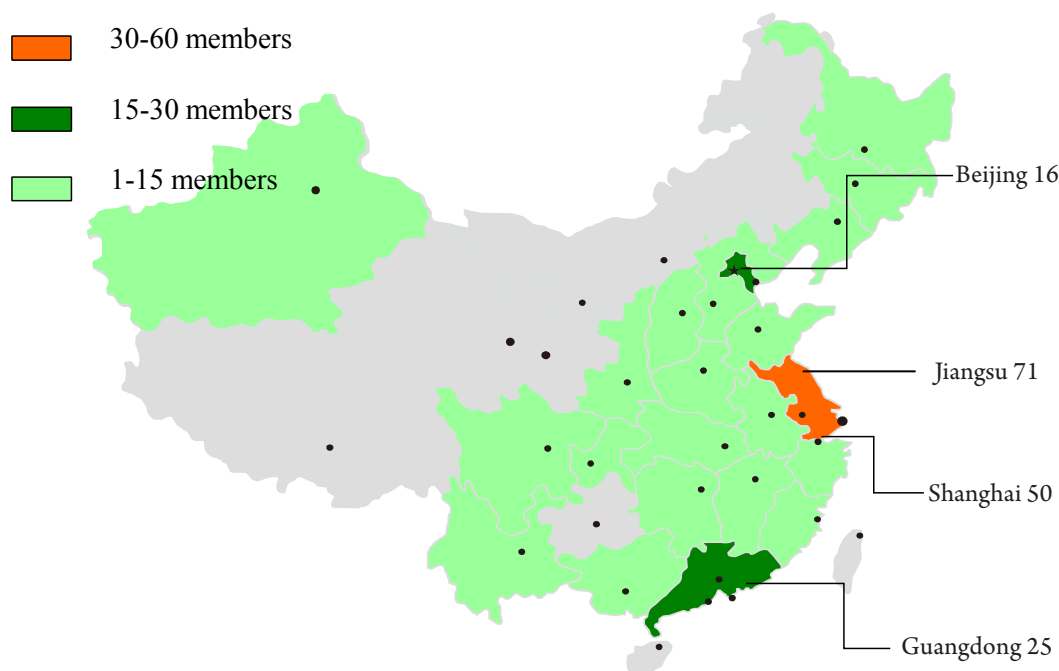 30-60 members
15-30 members
1-15 members
Beijing 16
Jiangsu 71
Shanghai 50
Guangdong 25